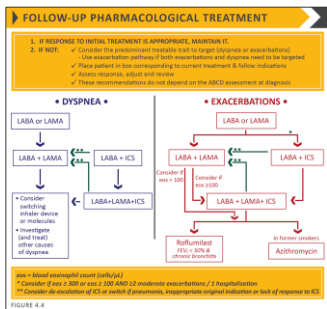 FOLLOW-UP PHARMACOLOGICAL TREATMENT
1. IF RESPONSE TO INITIAL TREATMENT IS APPROPRIATE, MAINTAIN IT.
2. IF NOT: ✓ Consider the predominant treatable trait to target (dyspnea or exacerbations)
- Use exacerbation pathway if both exacerbations and dyspnea need to be targeted
✓ Place patient in box corresponding to current treatment & follow indications
✓ Assess response, adjust and review
✓ These recommendations do not depend on the ABCD assessment at diagnosis
• DYSPNEA •
LABA or LAMA
LABA + LAMA
**
LABA + ICS
• Consider
switching
inhaler device
or molecules
• Investigate
(and treat)
other causes
of dyspnea
LABA+LAMA+ICS
• EXACERBATIONS •
LABA or LAMA
*
LABA + LAMA
**
LABA + ICS
Consider if
eos < 100
Consider if
eos ≥100
**
LABA+LAMA+ICS
Roflumilast
FEV₁ < 50% &
chronic bronchitis
In former smokers
Azithromycin
eos = blood eosinophil count (cells/μL)
* Consider if eos ≥ 300 or eos ≥ 100 AND ≥2 moderate exacerbations / 1 hospitalization
** Consider de-escalation of ICS or switch if pneumonia, inappropriate original indication or lack of response to ICS
FIGURE 4.4